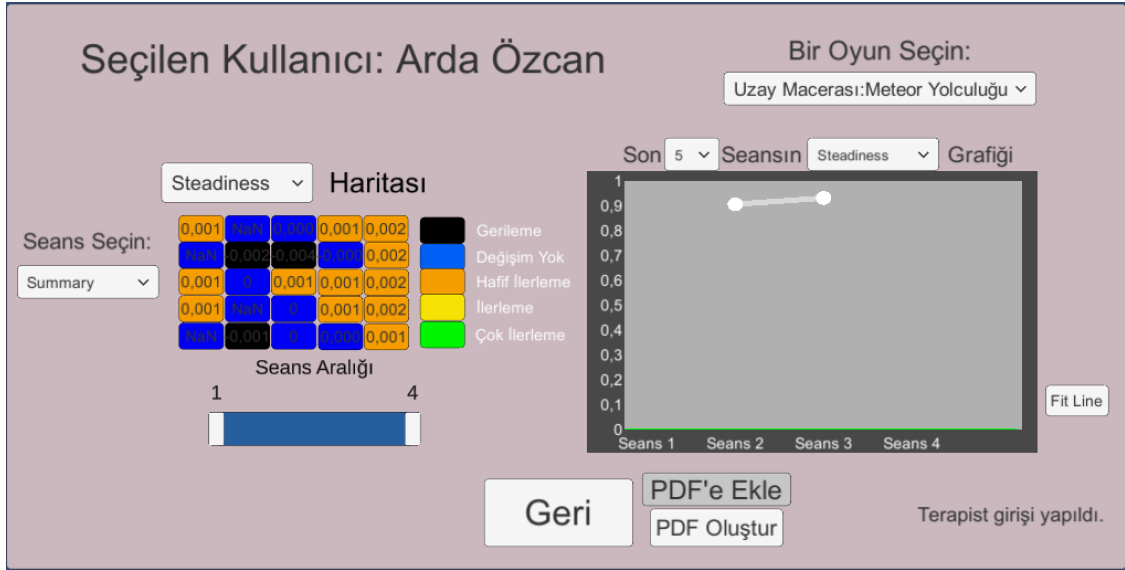 Seçilen Kullanıcı: Arda Özcan
Bir Oyun Seçin:
Uzay Macerası:Meteor Yolculuğu
Son 5 Seansın Steadiness Grafiği
Steadiness Haritası
Seans Seçin:
Summary
0,001 NaN 0,000 0,001 0,002
NaN -0,002 -0,004 -0,000 0,002
0,001 0 0,001 0,001 0,002
0,001 NaN 0 0,001 0,002
NaN -0,001 0 0,000 0,001
Gerileme
Değişim Yok
Hafif İlerleme
İlerleme
Çok İlerleme
Seans Aralığı
1 4
1
0,9
0,8
0,7
0,6
0,5
0,4
0,3
0,2
0,1
0
Seans 1 Seans 2 Seans 3 Seans 4
Fit Line
Geri
PDF'e Ekle
PDF Oluştur
Terapist girişi yapıldı.